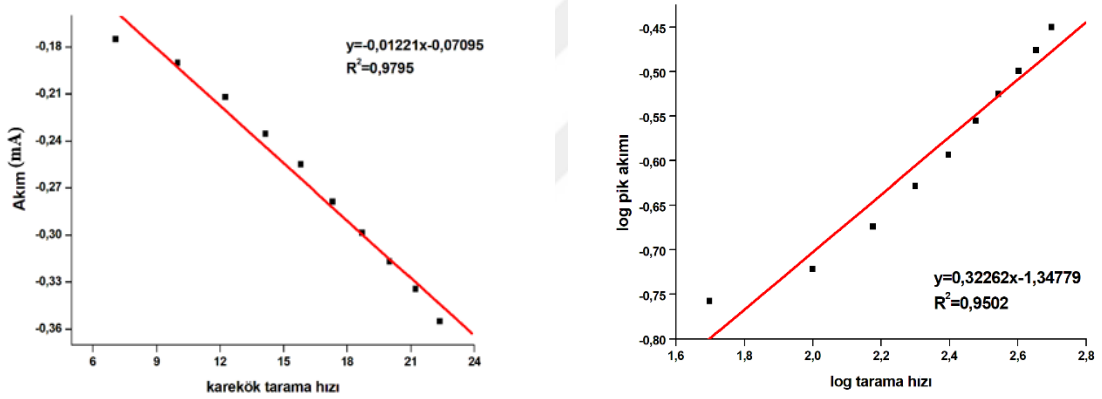 y=-0,01221x-0,07095
R²=0,9795
-0,18
-0,21
-0,24
-0,27
-0,30
-0,33
-0,36
Akım (mA)
6 9 12 15 18 21 24
karekök tarama hızı
-0,45
-0,50
-0,55
-0,60
-0,65
-0,70
-0,75
-0,80
log pik akımı
y=0,32262x-1,34779
R²=0,9502
1,6 1,8 2,0 2,2 2,4 2,6 2,8
log tarama hızı